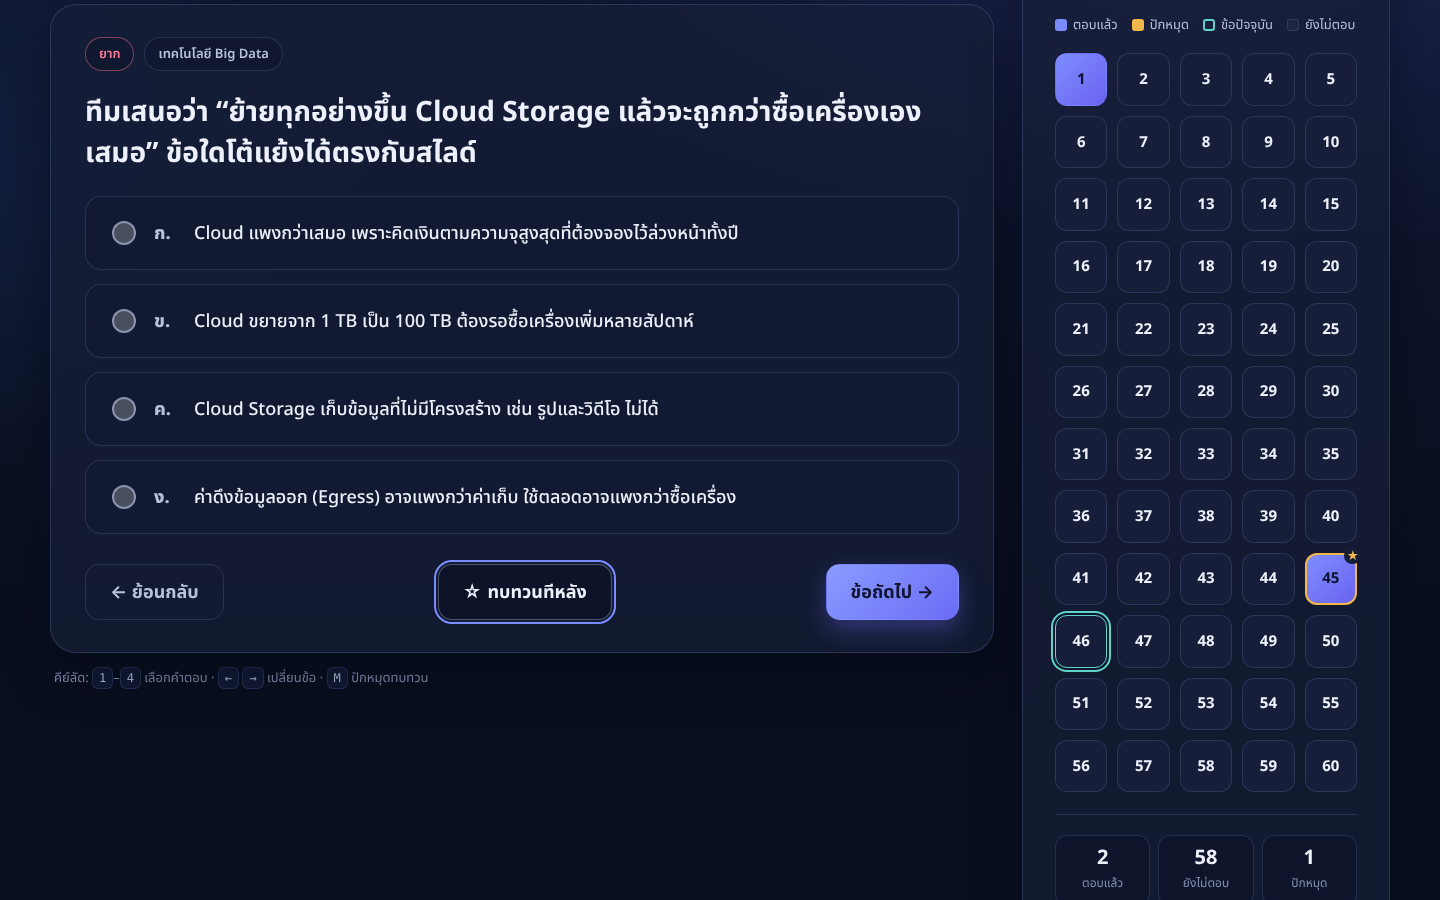 ยาก
เทคโนโลยี Big Data
ทีมเสนอว่า “ย้ายทุกอย่างขึ้น Cloud Storage แล้วจะถูกกว่าซื้อเครื่องเอง
เสมอ” ข้อใดโต้แย้งได้ตรงกับสไลด์
ก. Cloud แพงกว่าเสมอ เพราะคิดเงินตามความจุสูงสุดที่ต้องจองไว้ล่วงหน้าทั้งปี
ข. Cloud ขยายจาก 1 TB เป็น 100 TB ต้องรอซื้อเครื่องเพิ่มหลายสัปดาห์
ค. Cloud Storage เก็บข้อมูลที่ไม่มีโครงสร้าง เช่น รูปและวิดีโอ ไม่ได้
ง. ค่าดึงข้อมูลออก (Egress) อาจแพงกว่าค่าเก็บ ใช้ตลอดอาจแพงกว่าซื้อเครื่อง
← ย้อนกลับ
☆ ทบทวนทีหลัง
ข้อถัดไป →
คีย์ลัด: 1–4 เลือกคำตอบ · ← → เปลี่ยนข้อ · M ปักหมุดทบทวน
ตอบแล้ว ปักหมุด ข้อปัจจุบัน ยังไม่ตอบ
1 2 3 4 5
6 7 8 9 10
11 12 13 14 15
16 17 18 19 20
21 22 23 24 25
26 27 28 29 30
31 32 33 34 35
36 37 38 39 40
41 42 43 44 45 ★
46 47 48 49 50
51 52 53 54 55
56 57 58 59 60
2 58 1
ตอบแล้ว ยังไม่ตอบ ปักหมุด